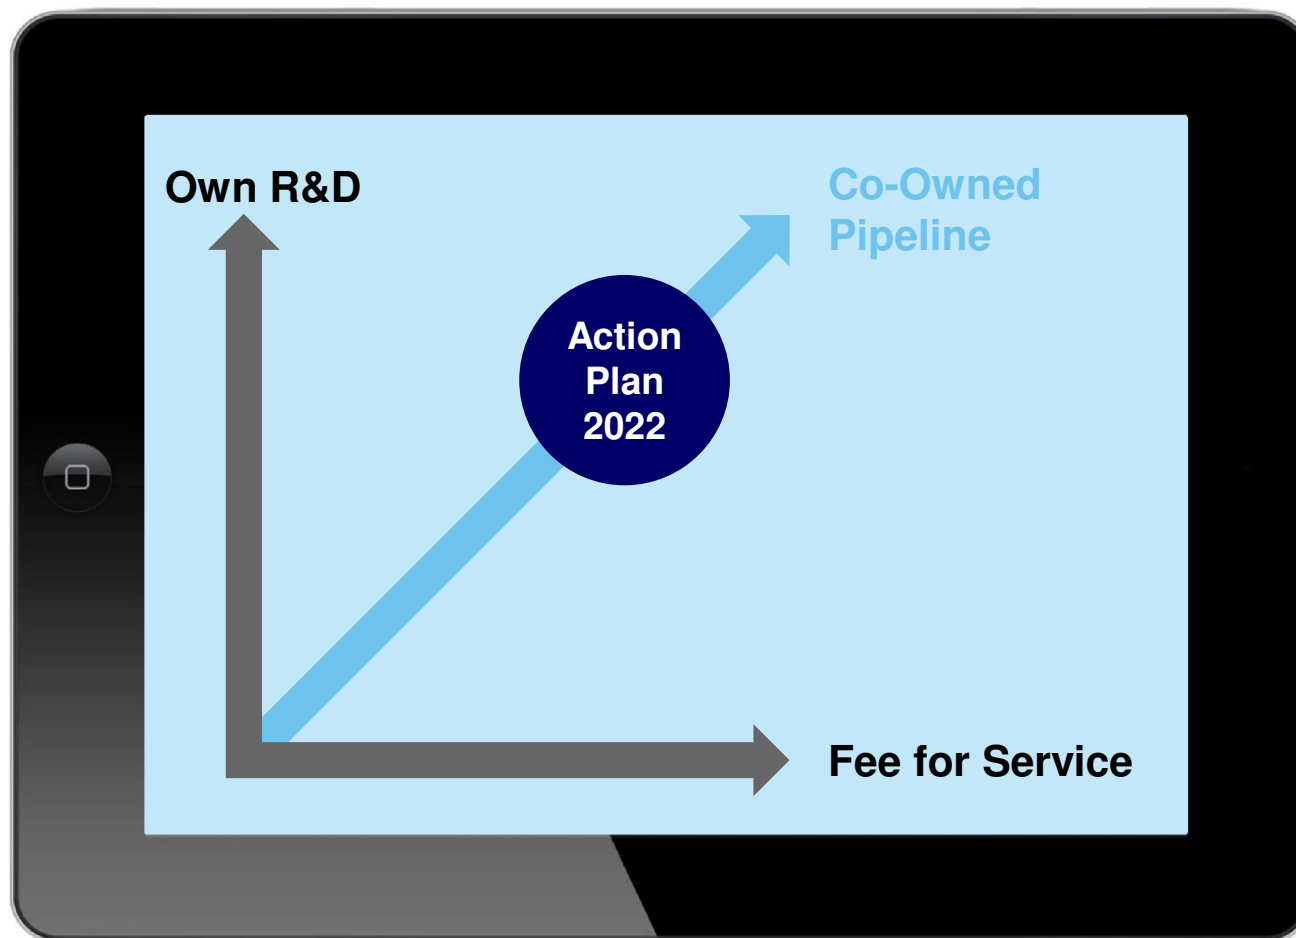 Own R&D
Co-Owned
Pipeline
Action
Plan
2022
Fee for Service